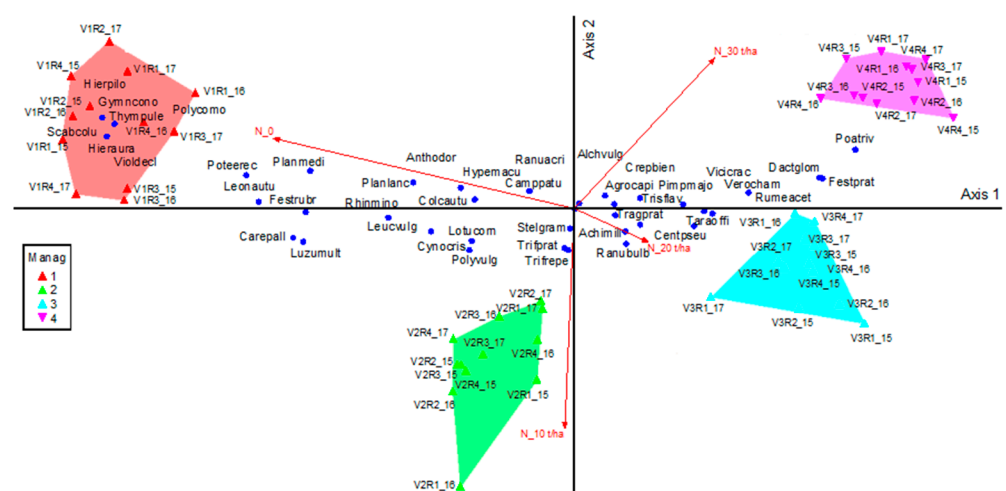 V1R2_17
V1R4_15
V1R1_17
Hierpilo
V1R1_16
V1R2_15
Gymncono
Polycomo
V1R2_16
Thympule
Scabcolu
V1R4_16
V1R3_17
V1R1_15
Hieraura
Violdecl
V1R4_17
V1R3_15
V1R3_16
N_0
Axis 2
N_30 t/ha
V4R3_15
V4R1_17
V4R4_17
V4R1_16
V4R3_17
V4R1_15
V4R3_16
V4R2_15
V4R4_16
V4R2_16
V4R2_17
V4R4_15
Poatriv
Poteerec
Planmedi
Anthodor
Ranuacri
Alchvulg
Crepbien
Vicicrac
Dactglom
Leonautu
Planlanc
Hypemacu
Camppatu
Agrocapi
Pimpmajo
Verocham
Festprat
Festrubr
Rhinmino
Colcautu
Trisflav
Rumeacet
Axis 1
Carepall
Luzumult
Leucvulg
Lotucorn
Cynocris
Polyvulg
Stelgram
Trifprat
Trifrepe
Tragprat
Achimill
Ranubulb
Taraoffi
Centpseu
N_20 t/ha
V3R1_16
V3R4_17
V3R2_17
V3R3_17
V3R3_15
V3R3_16
V3R4_16
V3R4_15
V3R1_17
V3R2_16
V3R2_15
V3R1_15
Manag
1
2
3
4
V2R2_17
V2R3_16
V2R1_17
V2R4_17
V2R3_17
V2R4_16
V2R2_15
V2R3_15
V2R4_15
V2R1_15
V2R2_16
N_10 t/ha
V2R1_16